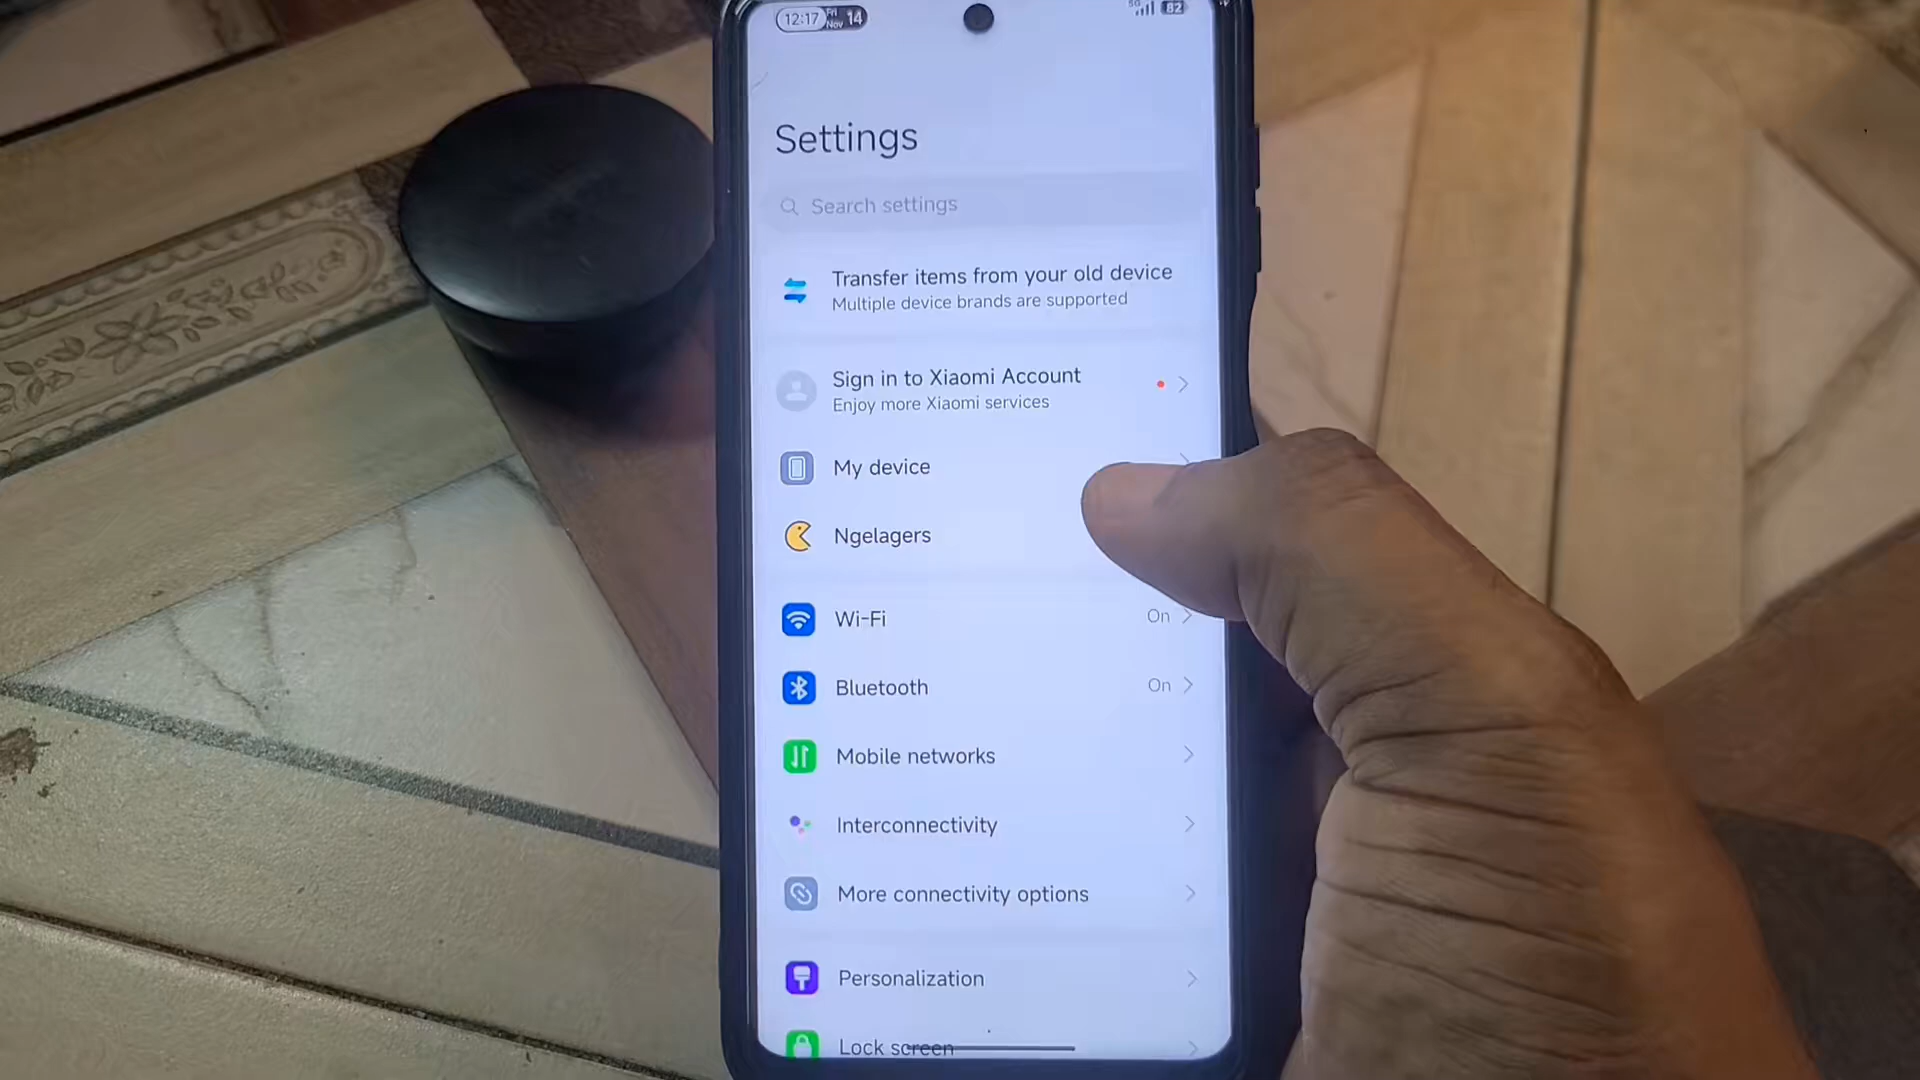 12:17 Fri Nov 14
5G 82
Settings
Search settings
Transfer items from your old device
Multiple device brands are supported
Sign in to Xiaomi Account
Enjoy more Xiaomi services
My device
Ngelagers
Wi-Fi On
Bluetooth On
Mobile networks
Interconnectivity
More connectivity options
Personalization
Lock screen